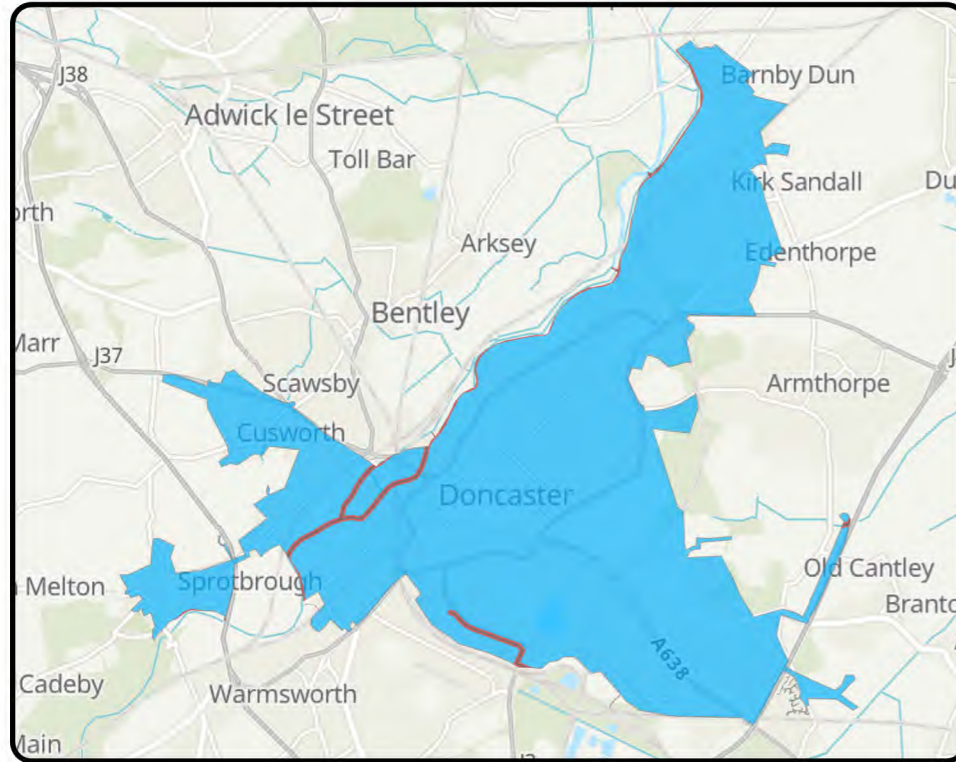 J38
Adwick le Street
Toll Bar
Barnby Dun
Kirk Sandall
Du
orth
Arksey
Edenthorpe
Bentley
Marr
J37
Scawsby
Armthorpe
Cusworth
Doncaster
Melton
Sprotbrough
Old Cantley
Branto
A638
Cadeby
Warmsworth
Main